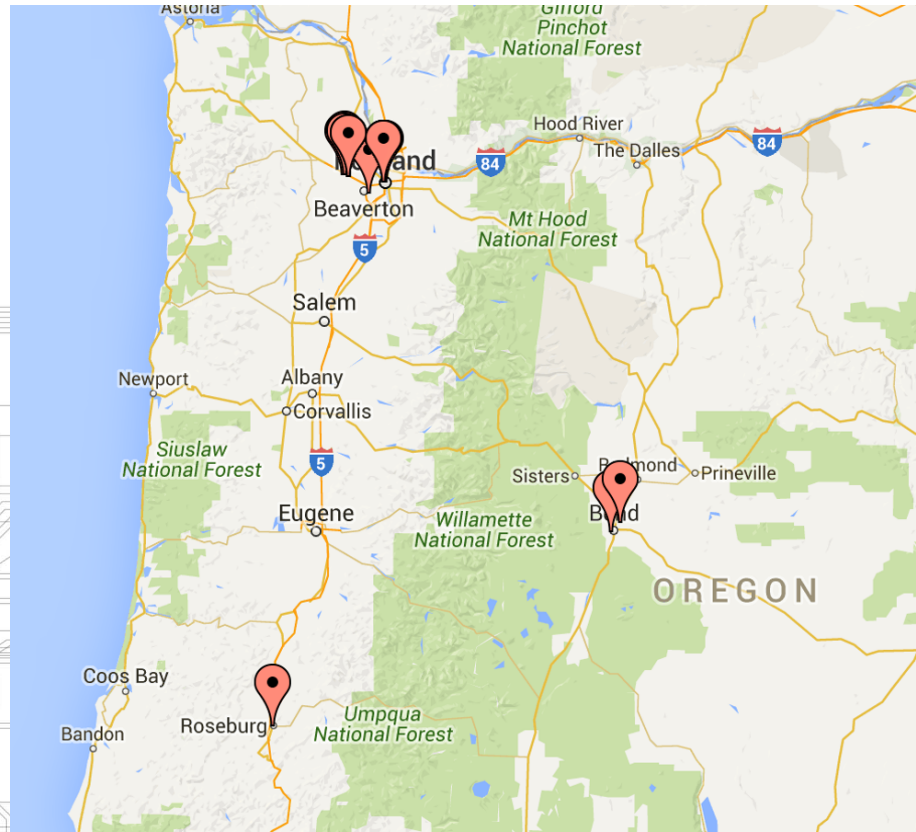 Astoria
Gifford
Pinchot
National Forest
Hood River
84
The Dalles
84
Beaverton
Mt Hood
National Forest
5
Salem
Newport
Albany
Corvallis
Siuslaw
National Forest
5
Sisters
Redmond
Prineville
Eugene
Willamette
National Forest
Bend
OREGON
Coos Bay
Roseburg
Umpqua
National Forest
Bandon